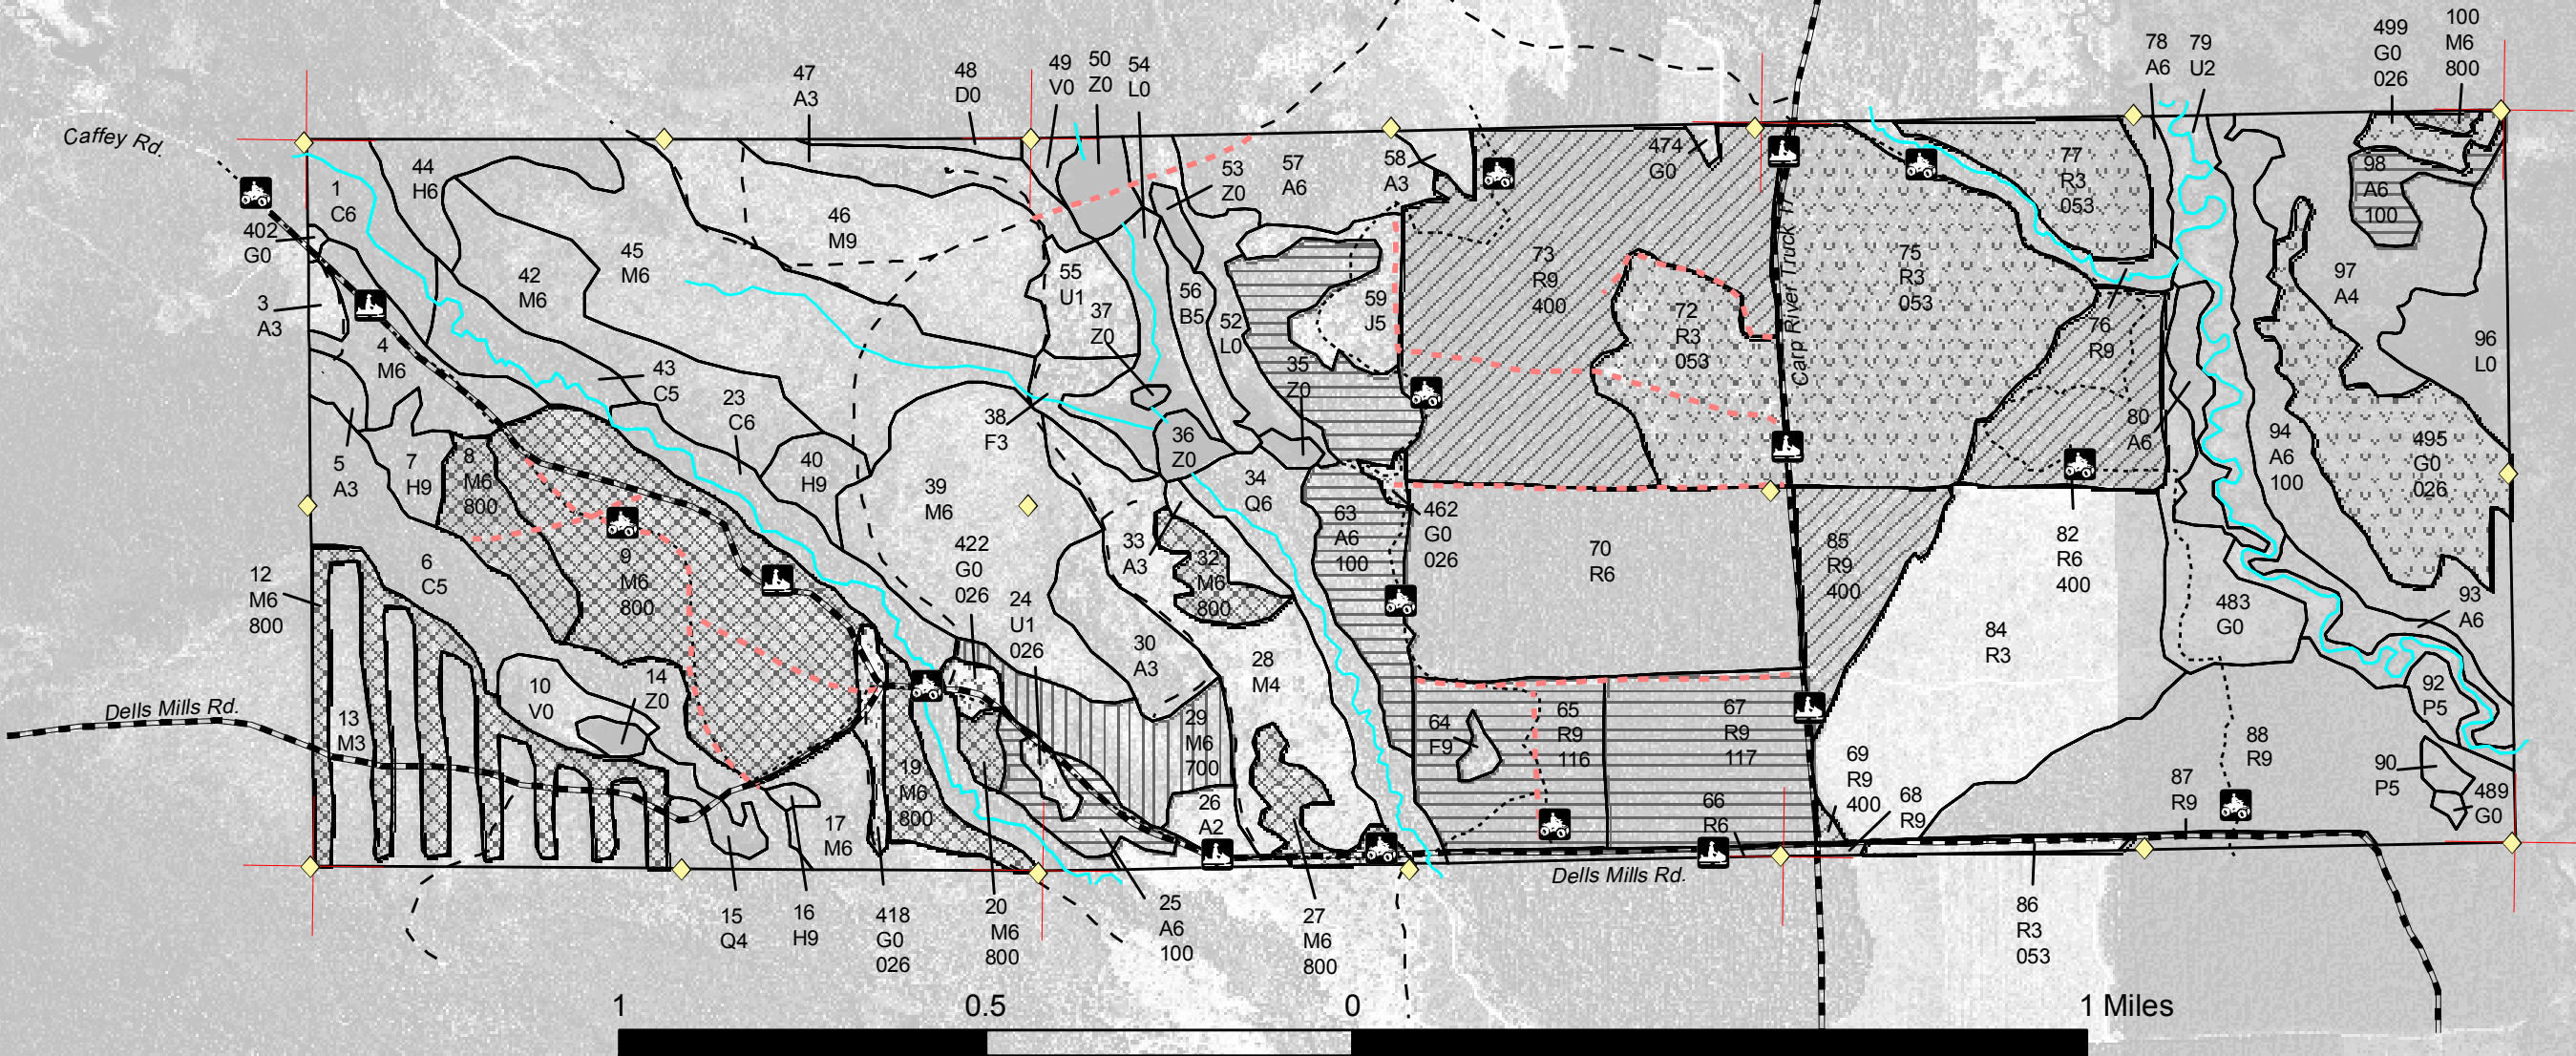 499
G0
026
100
M6
800
78
A6
79
U2
49
V0
50
Z0
54
L0
47
A3
48
D0
Caffey Rd.
44
H6
1
C6
402
G0
3
A3
4
M6
42
M6
45
M6
46
M9
43
C5
23
C6
40
H9
5
A3
7
H9
8
M6
800
9
M6
800
6
C5
12
M6
800
13
M3
10
V0
14
Z0
Dells Mills Rd.
15
Q4
16
H9
17
M6
418
G0
026
19
M6
800
20
M6
800
39
M6
422
G0
026
24
U1
026
38
F3
55
U1
37
Z0
56
B5
52
L0
53
Z0
57
A6
58
A3
59
J5
35
Z0
36
Z0
34
Q6
33
A3
32
M6
800
30
A3
28
M4
29
M6
700
26
A2
25
A6
100
27
M6
800
63
A6
100
462
G0
026
474
G0
73
R9
400
72
R3
053
Carp River Truck Tr
75
R3
053
77
R3
053
76
R9
70
R6
85
R9
400
64
F9
65
R9
116
67
R9
117
66
R6
69
R9
400
68
R9
Dells Mills Rd.
84
R3
82
R6
400
80
A6
94
A6
100
98
A6
100
97
A4
96
L0
495
G0
026
93
A6
483
G0
92
P5
88
R9
87
R9
90
P5
489
G0
86
R3
053
1
0.5
0
1 Miles